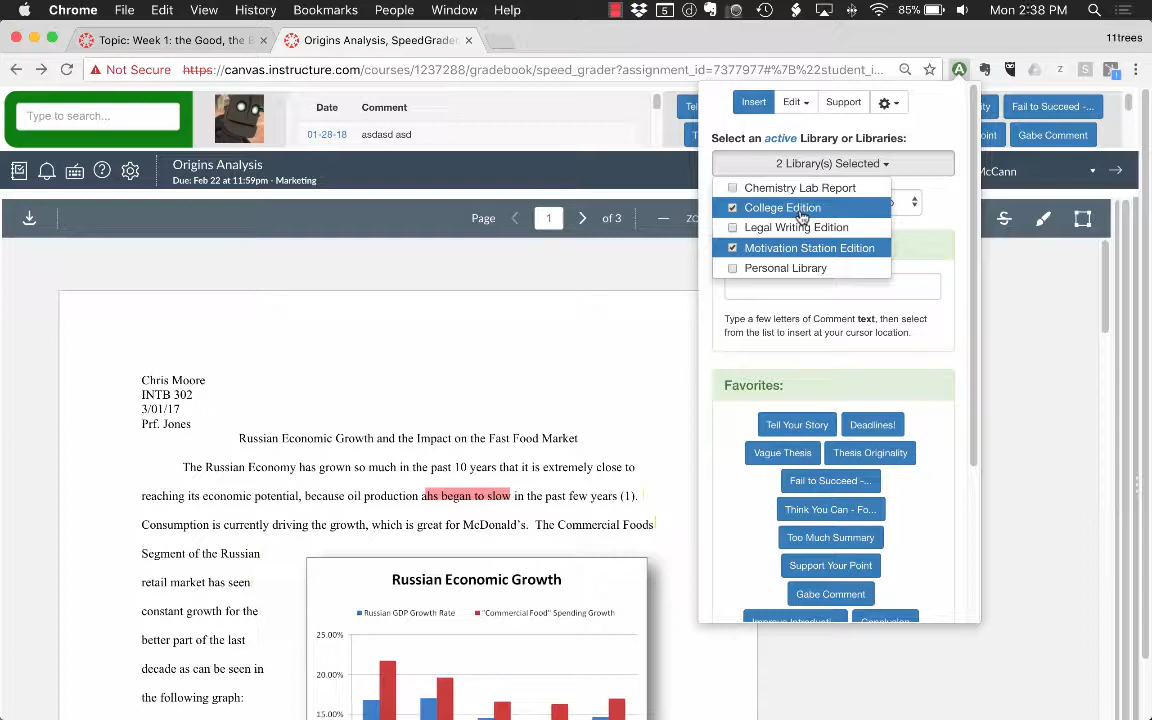 Chrome File Edit View History Bookmarks People Window Help 5 85% Mon 2:38 PM
Topic: Week 1: the Good, the B × Origins Analysis, SpeedGrader × 11trees
Not Secure https://canvas.instructure.com/courses/1237288/gradebook/speed_grader?assignment_id=7377977#%7B%22student_i...
Type to search...
Date Comment
01-28-18 asdasd asd
Fail to Succeed -...
Gabe Comment
Insert Edit Support
Select an active Library or Libraries:
2 Library(s) Selected
Chemistry Lab Report
College Edition
Legal Writing Edition
Motivation Station Edition
Personal Library
Origins Analysis
Due: Feb 22 at 11:59pm - Marketing
McCann
Page 1 of 3
Type a few letters of Comment text, then select
from the list to insert at your cursor location.
Favorites:
Tell Your Story Deadlines!
Vague Thesis Thesis Originality
Fail to Succeed -...
Think You Can - Fo...
Too Much Summary
Support Your Point
Gabe Comment
Chris Moore
INTB 302
3/01/17
Prf. Jones
Russian Economic Growth and the Impact on the Fast Food Market
The Russian Economy has grown so much in the past 10 years that it is extremely close to
reaching its economic potential, because oil production ahs began to slow in the past few years (1).
Consumption is currently driving the growth, which is great for McDonald's. The Commercial Foods
Segment of the Russian
retail market has seen
constant growth for the
better part of the last
decade as can be seen in
the following graph:
Russian Economic Growth
Russian GDP Growth Rate "Commercial Food" Spending Growth
25.00%
20.00%
15.00%